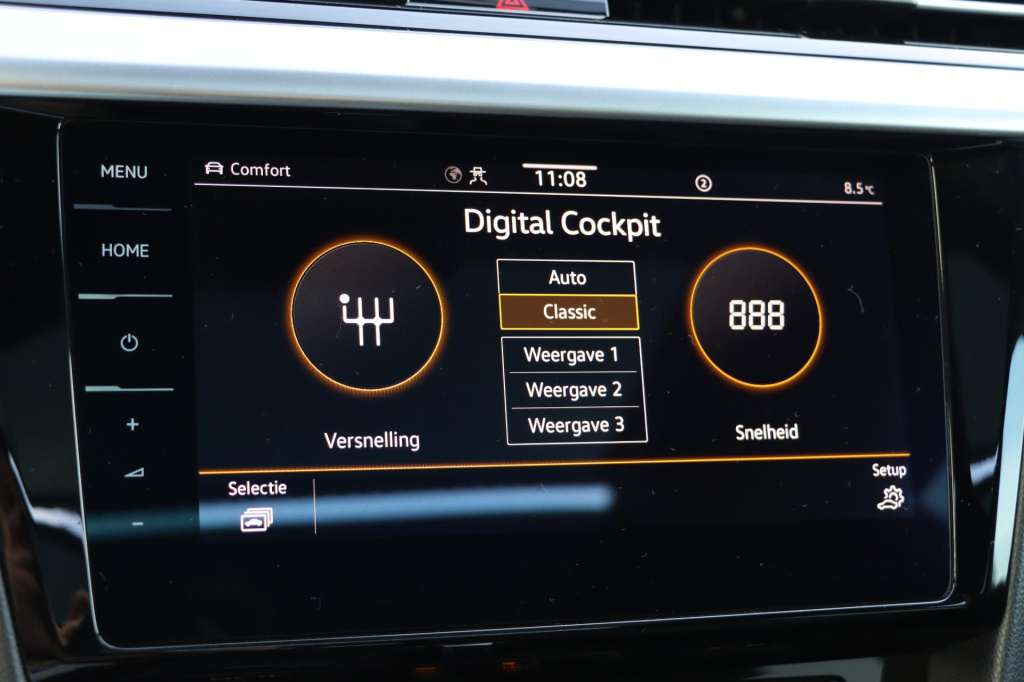 MENU
HOME
+
-
Comfort
11:08
2
8.5°C
Digital Cockpit
Auto
Classic
Weergave 1
Weergave 2
Weergave 3
888
Versnelling
Snelheid
Selectie
Setup